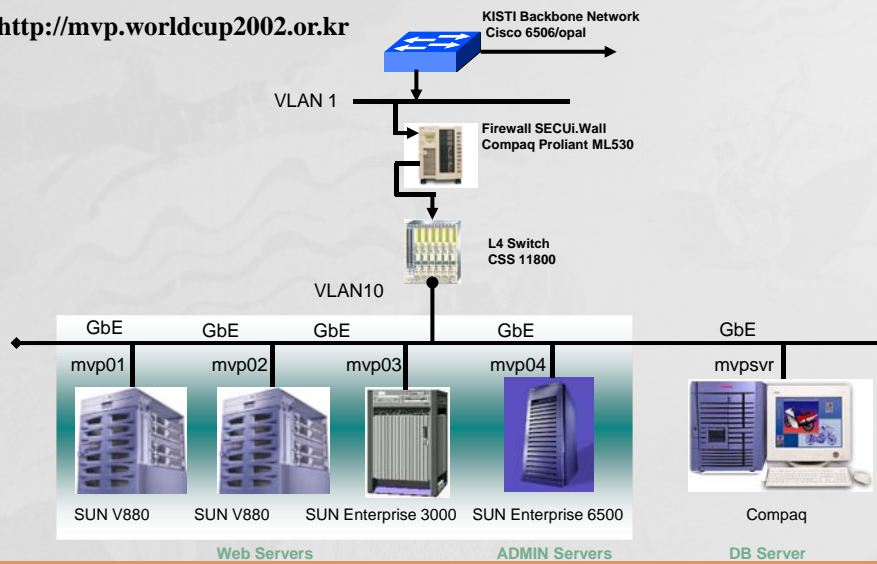 http://mvp.worldcup2002.or.kr
KISTI Backbone Network
Cisco 6506/opal
VLAN 1
Firewall SECUi.Wall
Compaq Proliant ML530
L4 Switch
CSS 11800
VLAN10
GbE GbE GbE GbE GbE
mvp01 mvp02 mvp03 mvp04 mvpsvr
SUN V880 SUN V880 SUN Enterprise 3000 SUN Enterprise 6500 Compaq
Web Servers ADMIN Servers DB Server